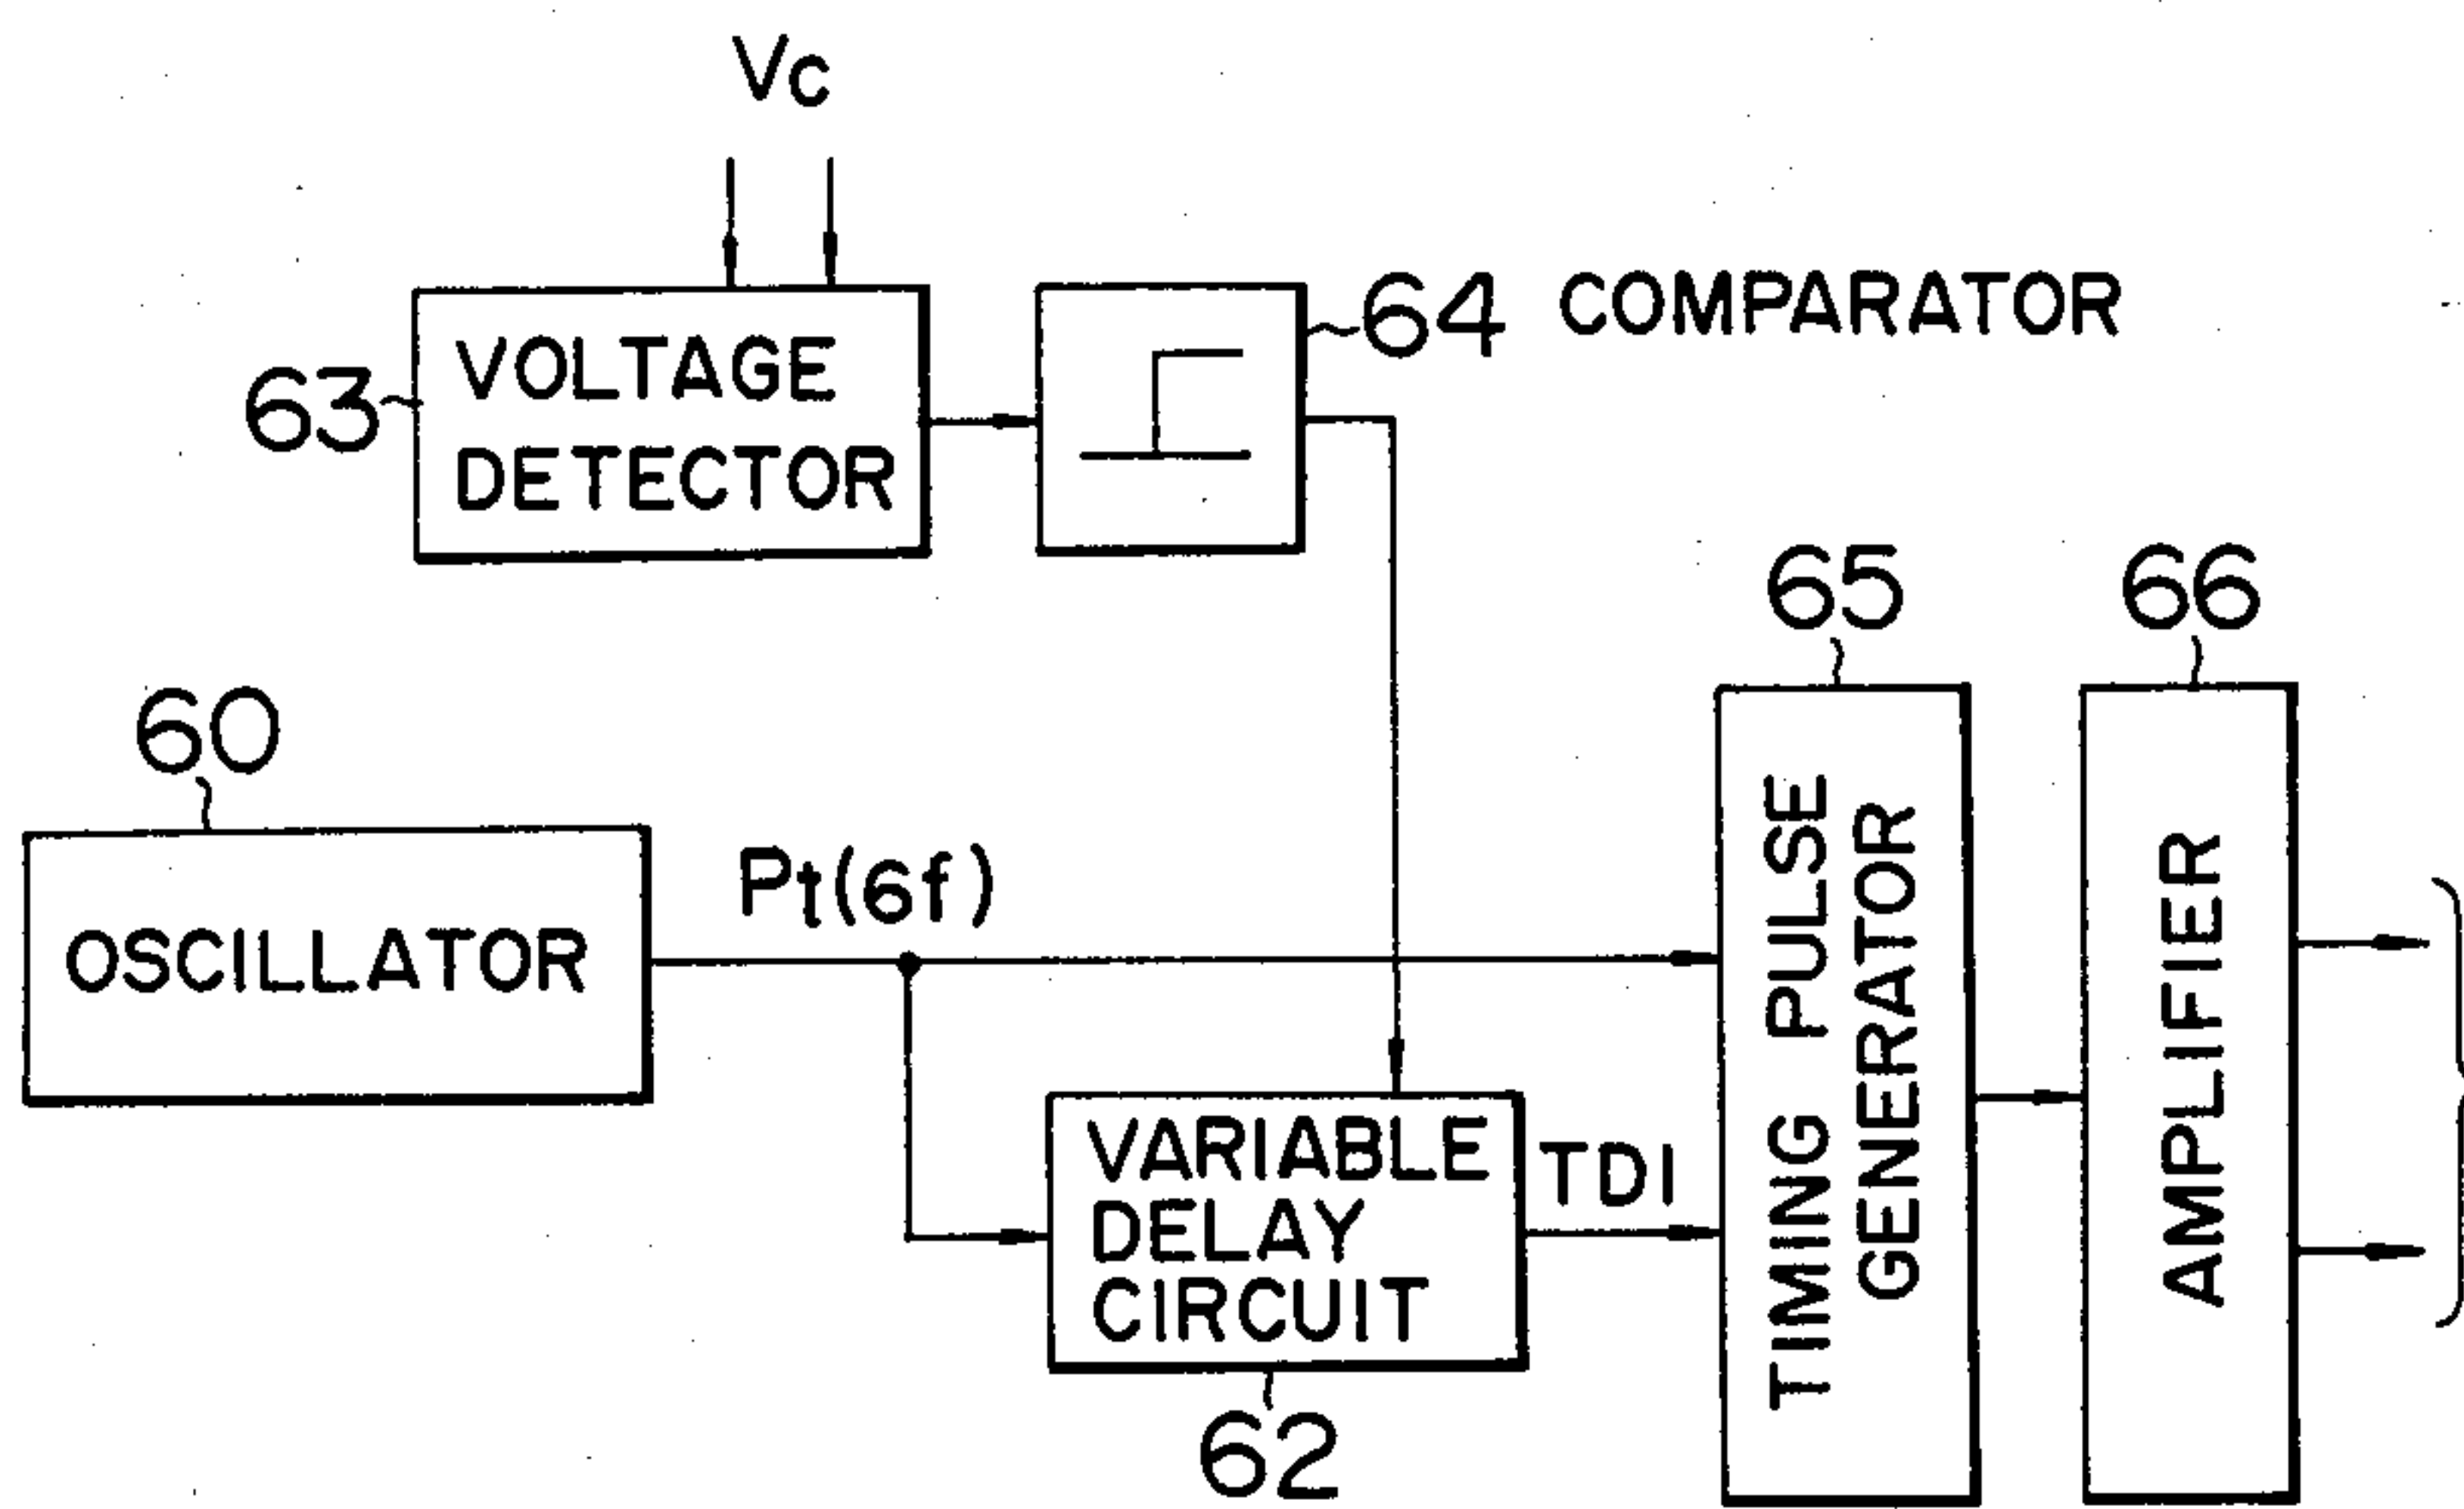 Vc
63
VOLTAGE
DETECTOR
64 COMPARATOR
65
66
60
OSCILLATOR
Pt(6f)
TIMING PULSE
GENERATOR
AMPLIFIER
VARIABLE
DELAY
CIRCUIT
TDI
62